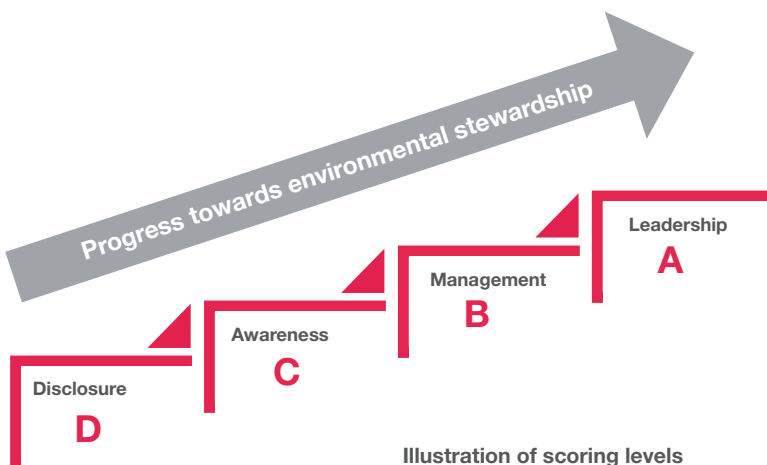 Progress towards environmental stewardship
Leadership
A
Management
B
Awareness
C
Disclosure
D
Illustration of scoring levels